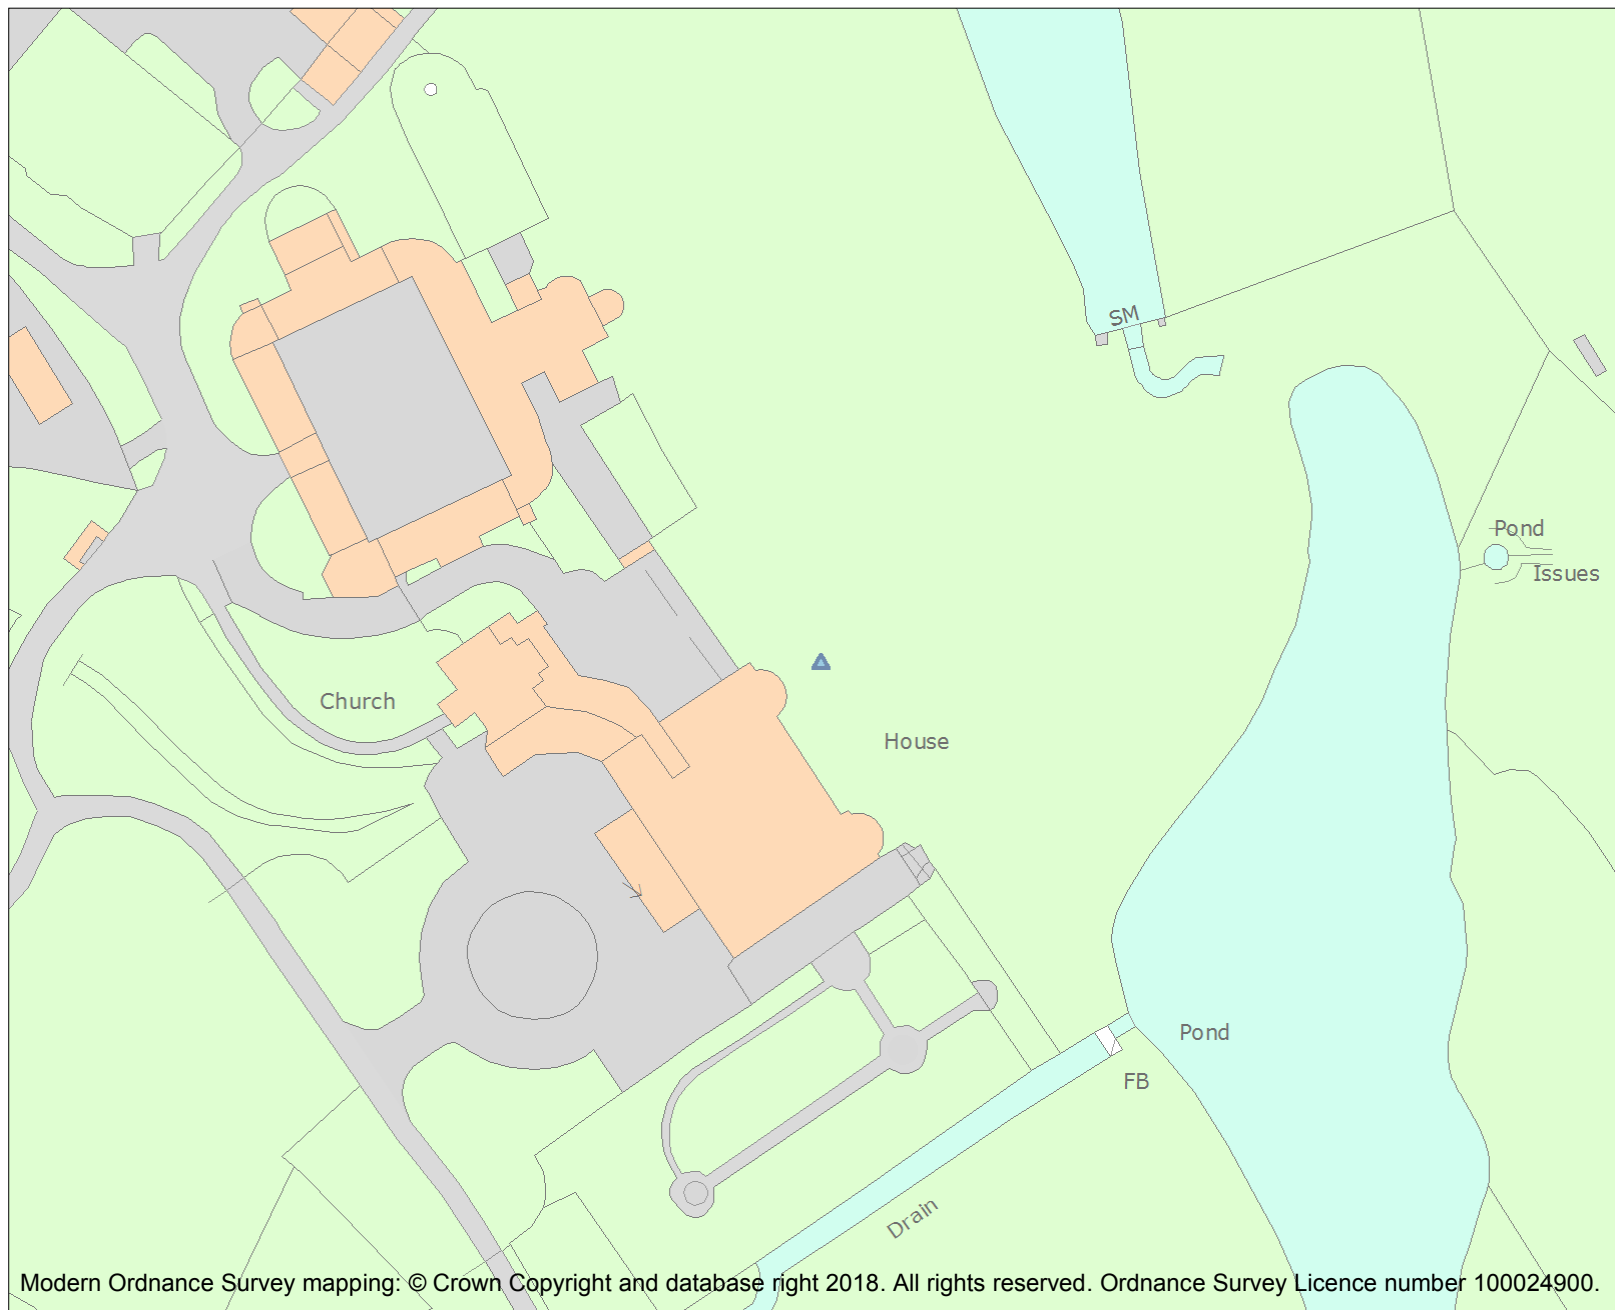 SM
Pond
Issues
Church
House
Pond
FB
Drain
Modern Ordnance Survey mapping: © Crown Copyright and database right 2018. All rights reserved. Ordnance Survey Licence number 100024900.